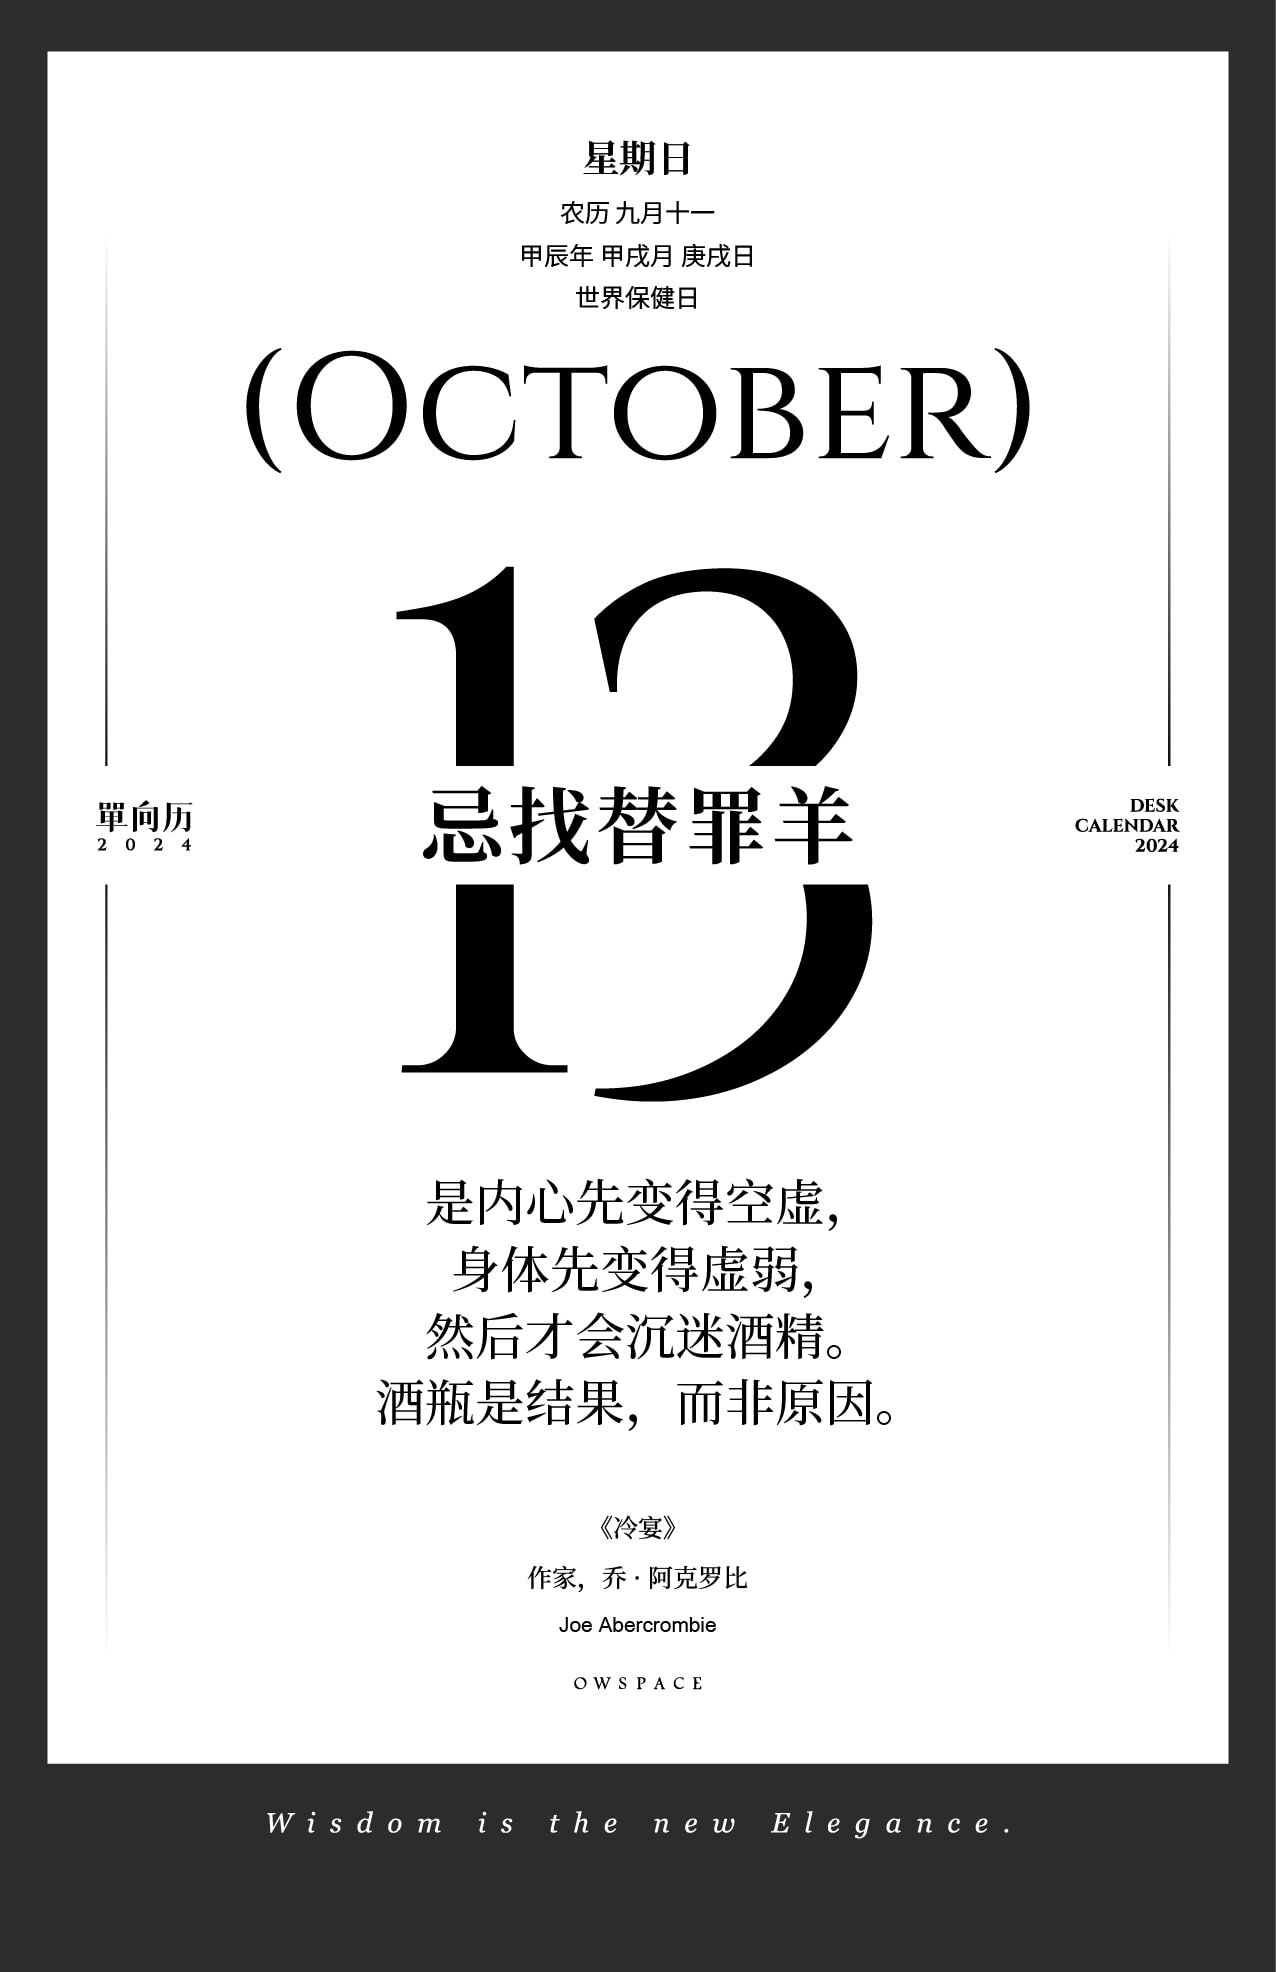 星期日
农历 九月十一
甲辰年 甲戌月 庚戌日
世界保健日
(OCTOBER)
13
單向历
2 0 2 4
忌找替罪羊
DESK
CALENDAR
2024
是内心先变得空虚，
身体先变得虚弱，
然后才会沉迷酒精。
酒瓶是结果，而非原因。
《冷宴》
作家，乔 · 阿克罗比
Joe Abercrombie
OWSPACE
Wisdom is the new Elegance.